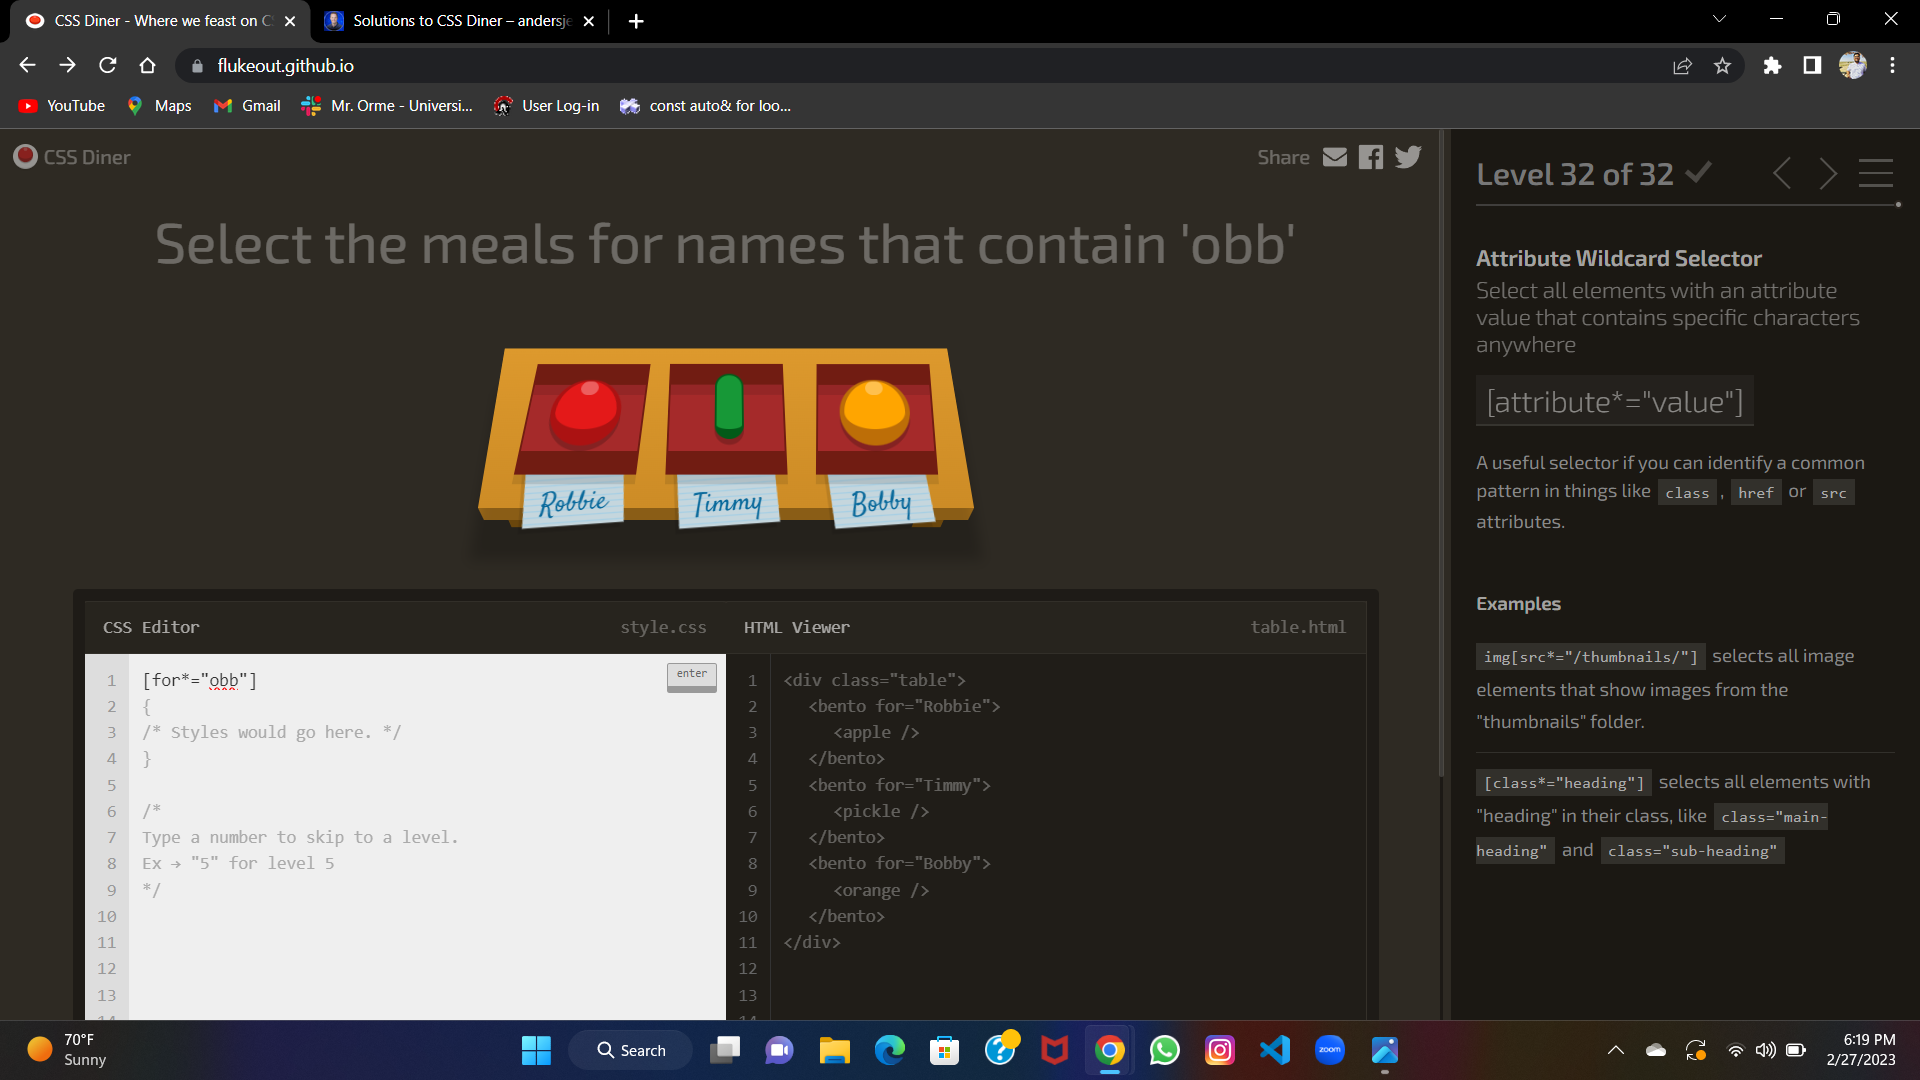 CSS Diner - Where we feast on C
Solutions to CSS Diner – andersje
flukeout.github.io
YouTube
Maps
Gmail
Mr. Orme - Universi...
User Log-in
const auto& for loo...
CSS Diner
Share
Select the meals for names that contain 'obb'
Robbie
Timmy
Bobby
CSS Editor
style.css
HTML Viewer
table.html
enter
1 [for*="obb"]
2 {
3 /* Styles would go here. */
4 }
5
6 /*
7 Type a number to skip to a level.
8 Ex → "5" for level 5
9 */
10
11
12
13
1 <div class="table">
2 <bento for="Robbie">
3 <apple />
4 </bento>
5 <bento for="Timmy">
6 <pickle />
7 </bento>
8 <bento for="Bobby">
9 <orange />
10 </bento>
11 </div>
12
13
Level 32 of 32
Attribute Wildcard Selector
Select all elements with an attribute
value that contains specific characters
anywhere
[attribute*="value"]
A useful selector if you can identify a common
pattern in things like class , href or src
attributes.
Examples
img[src*="/thumbnails/"] selects all image
elements that show images from the
"thumbnails" folder.
[class*="heading"] selects all elements with
"heading" in their class, like class="main-
heading" and class="sub-heading"
70°F
Sunny
Search
zoom
6:19 PM
2/27/2023